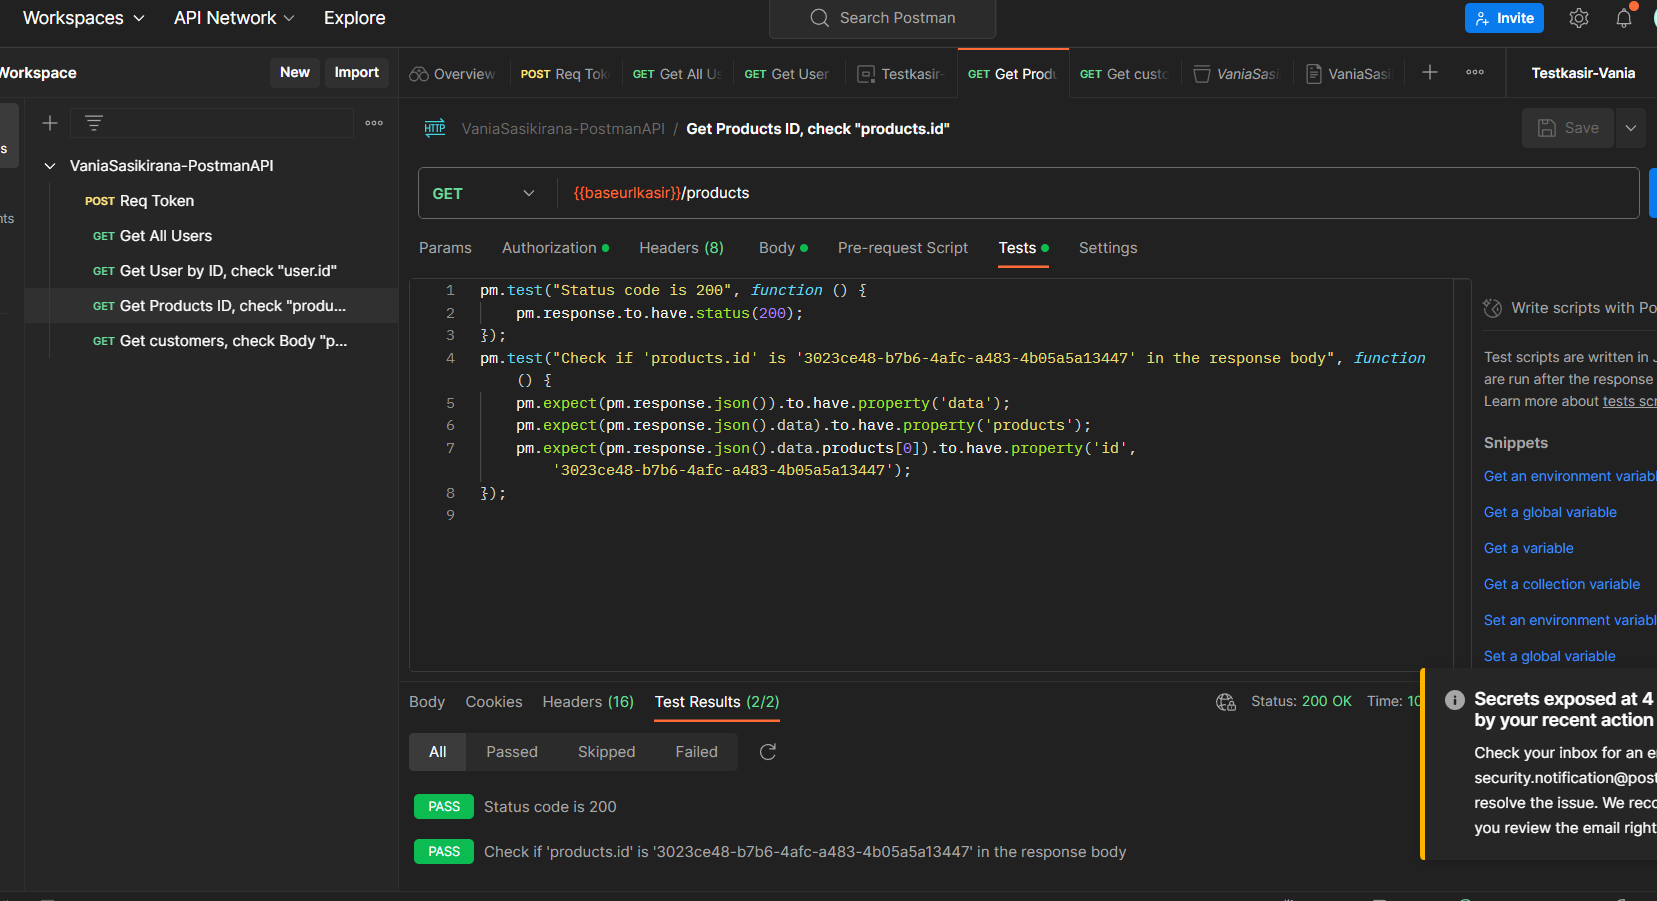 Workspaces
API Network
Explore
Search Postman
Invite
Workspace
New
Import
Overview
POST Req Tok
GET Get All Us
GET Get User
Testkasir-
GET Get Produ
GET Get custo
VaniaSasi
VaniaSasi
Testkasir-Vania
VaniaSasikirana-PostmanAPI
POST Req Token
GET Get All Users
GET Get User by ID, check "user.id"
GET Get Products ID, check "produ...
GET Get customers, check Body "p...
s
nts
HTTP VaniaSasikirana-PostmanAPI / Get Products ID, check "products.id"
Save
GET {{baseurlkasir}}/products
Params Authorization Headers (8) Body Pre-request Script Tests Settings
1 pm.test("Status code is 200", function () {
2 pm.response.to.have.status(200);
3 });
4 pm.test("Check if 'products.id' is '3023ce48-b7b6-4afc-a483-4b05a5a13447' in the response body", function
() {
5 pm.expect(pm.response.json()).to.have.property('data');
6 pm.expect(pm.response.json().data).to.have.property('products');
7 pm.expect(pm.response.json().data.products[0]).to.have.property('id',
'3023ce48-b7b6-4afc-a483-4b05a5a13447');
8 });
9
Write scripts with Po
Test scripts are written in J
are run after the response
Learn more about tests scr
Snippets
Get an environment variabl
Get a global variable
Get a variable
Get a collection variable
Set an environment variabl
Set a global variable
Body Cookies Headers (16) Test Results (2/2)
Status: 200 OK Time: 10
All Passed Skipped Failed
PASS Status code is 200
PASS Check if 'products.id' is '3023ce48-b7b6-4afc-a483-4b05a5a13447' in the response body
Secrets exposed at 4
by your recent action
Check your inbox for an e
security.notification@post
resolve the issue. We reco
you review the email right